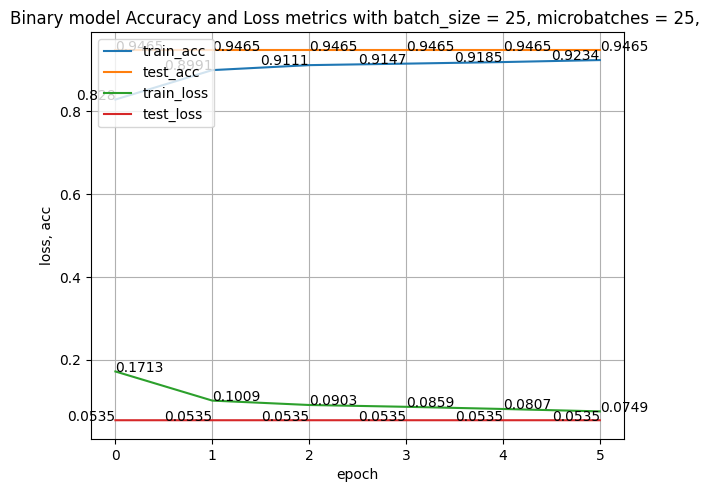 Binary model Accuracy and Loss metrics with batch_size = 25, microbatches = 25,
0.9465 0.9465 0.9465 0.9465 0.9465 0.9465
train_acc
test_acc
train_loss
test_loss
0.828 0.8991 0.9111 0.9147 0.9185 0.9234
0.8
0.6
0.4
0.2
0.1713 0.1009 0.0903 0.0859 0.0807 0.0749
0.0535 0.0535 0.0535 0.0535 0.0535 0.0535
0 1 2 3 4 5
epoch
loss, acc